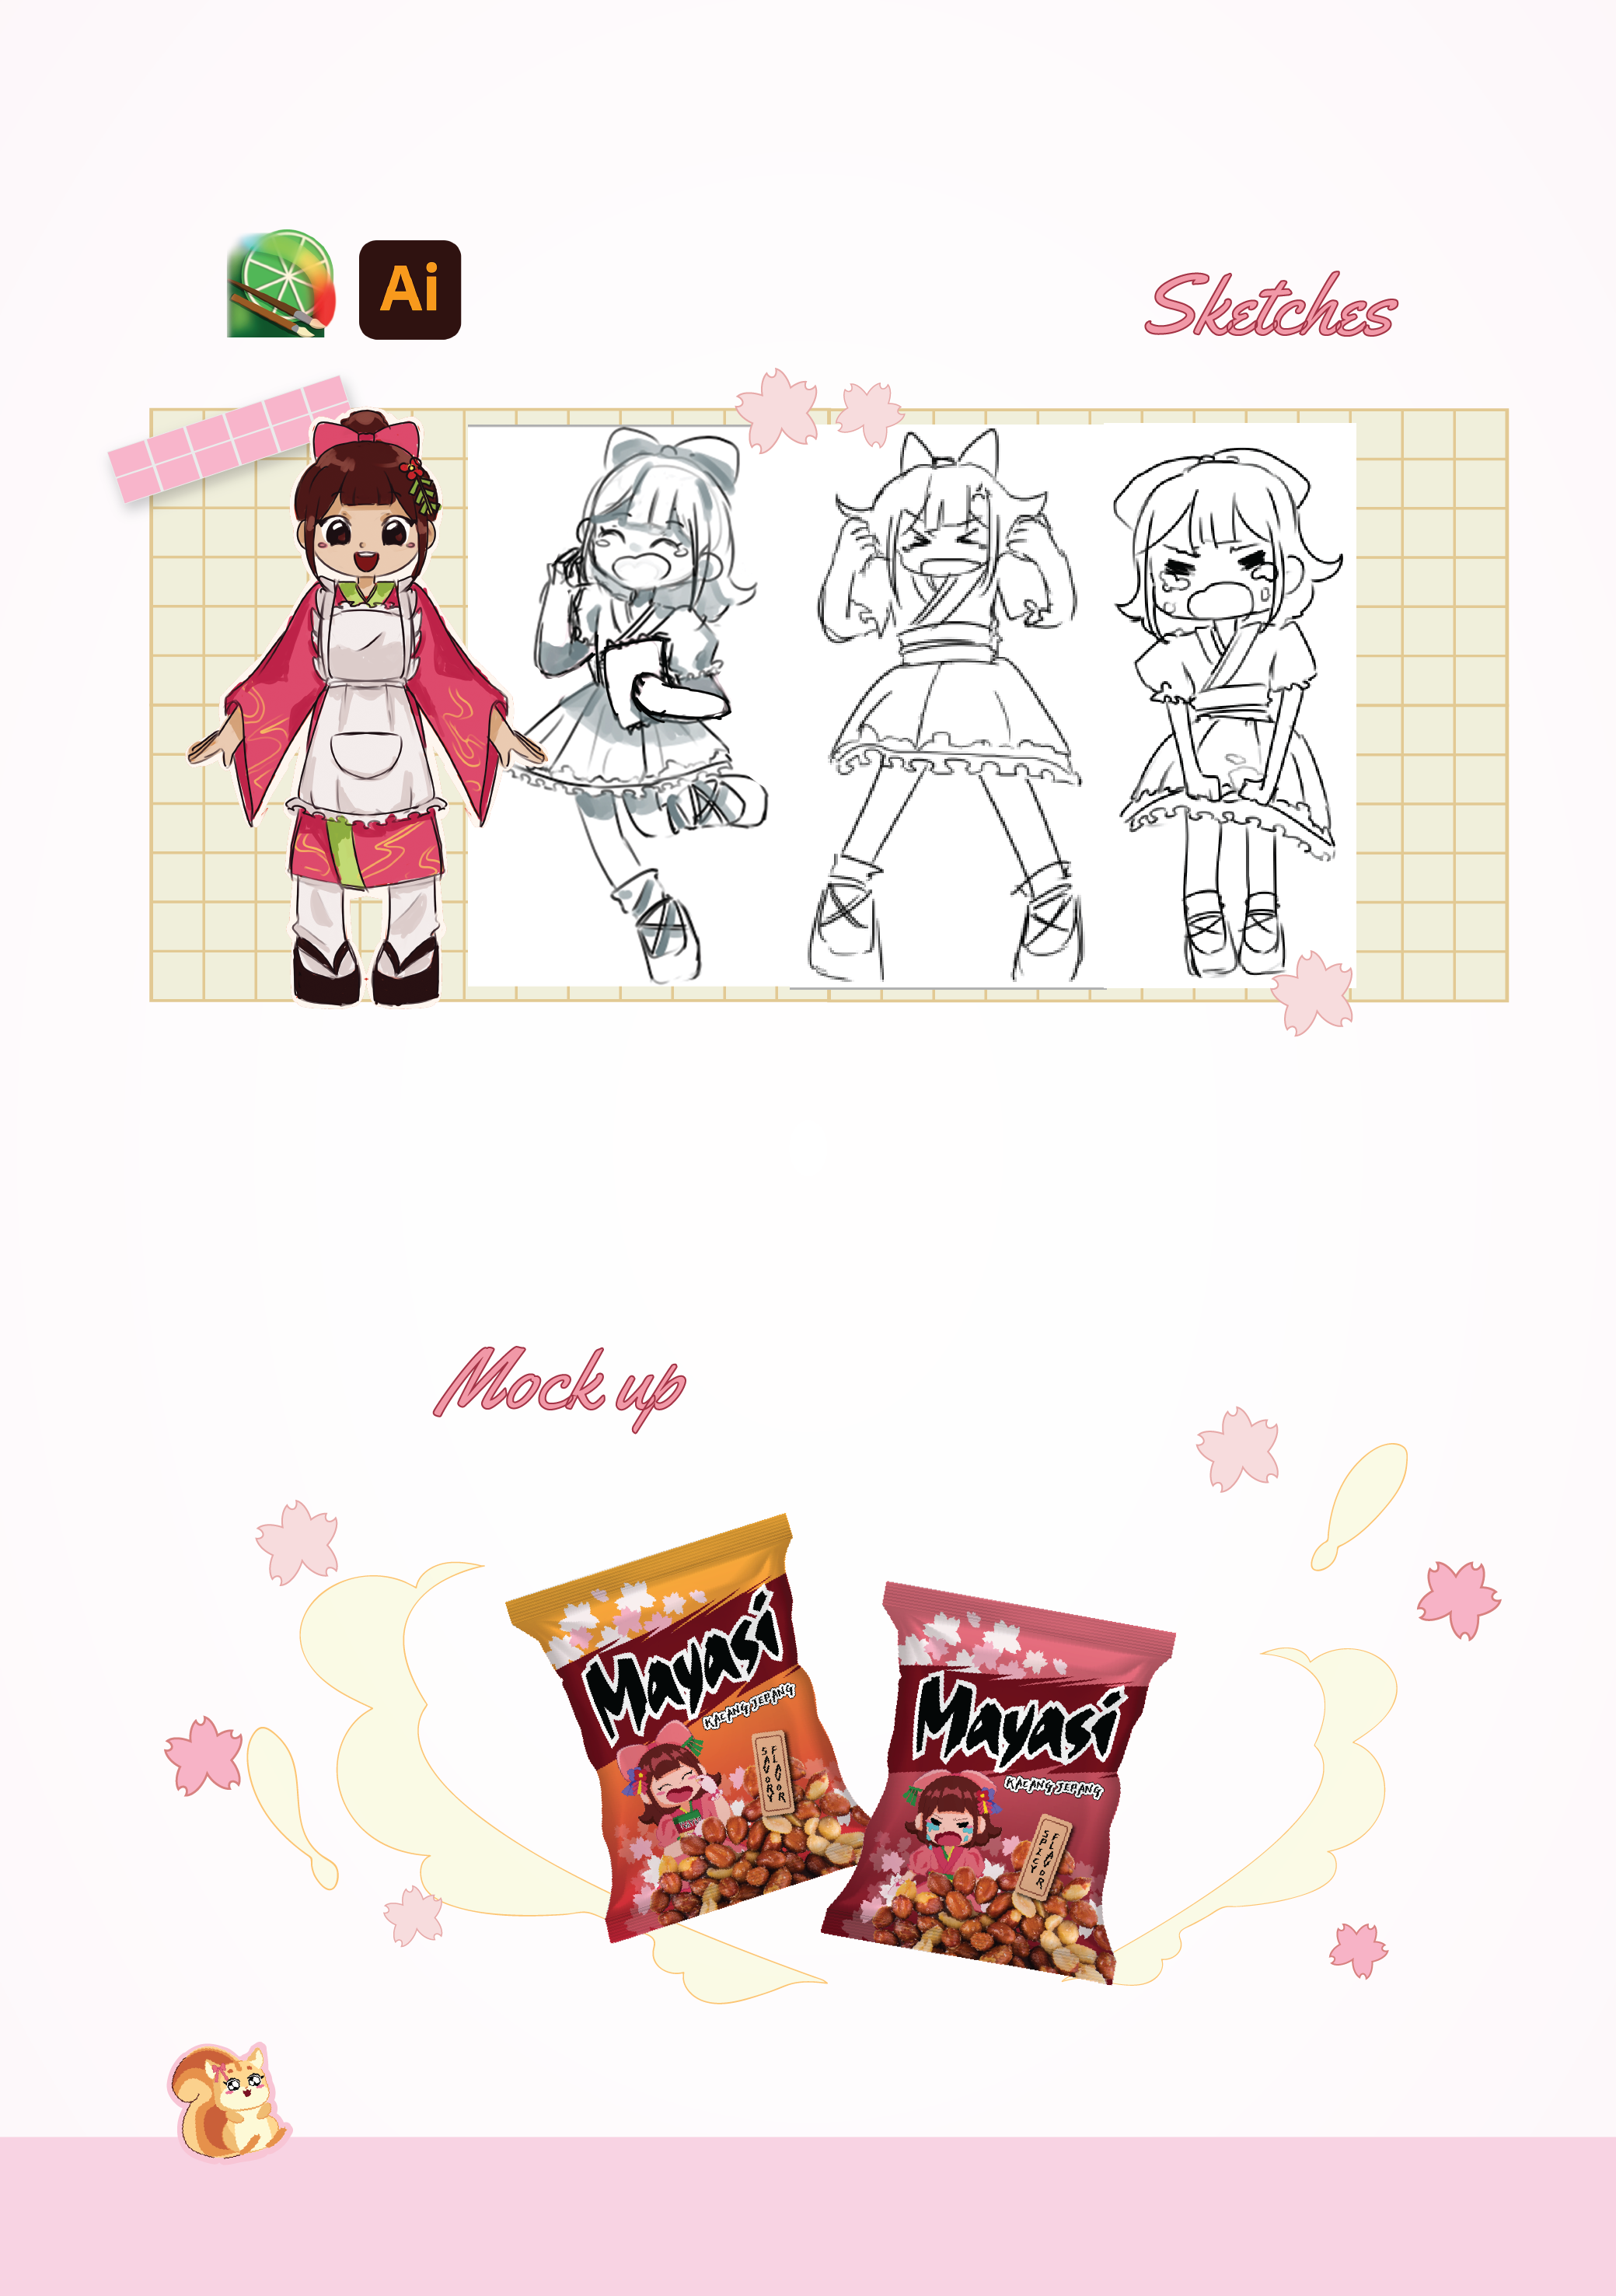 Ai
Sketches
Mock up
Mayasi
KACANG JEPANG
SAVORY
FLAVOR
Mayasi
KACANG JEPANG
SPICY
FLAVOR